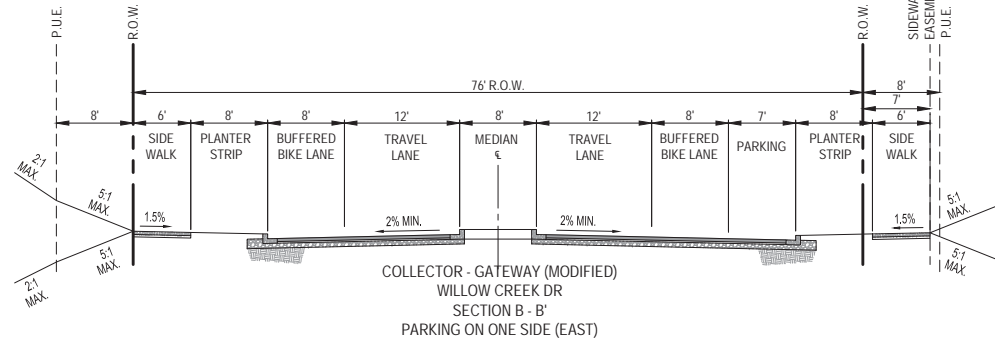 P.U.E.
R.O.W.
R.O.W.
P.U.E.
76' R.O.W.
8'
7'
8'
6'
8'
8'
12'
8'
12'
8'
7'
8'
6'
SIDE
WALK
PLANTER
STRIP
BUFFERED
BIKE LANE
TRAVEL
LANE
MEDIAN
℄
TRAVEL
LANE
BUFFERED
BIKE LANE
PARKING
PLANTER
STRIP
SIDE
WALK
2:1
MAX.
5:1
MAX.
1.5%
2% MIN.
2% MIN.
1.5%
5:1
MAX.
5:1
MAX.
2:1
MAX.
5:1
MAX.
COLLECTOR - GATEWAY (MODIFIED)
WILLOW CREEK DR
SECTION B - B'
PARKING ON ONE SIDE (EAST)